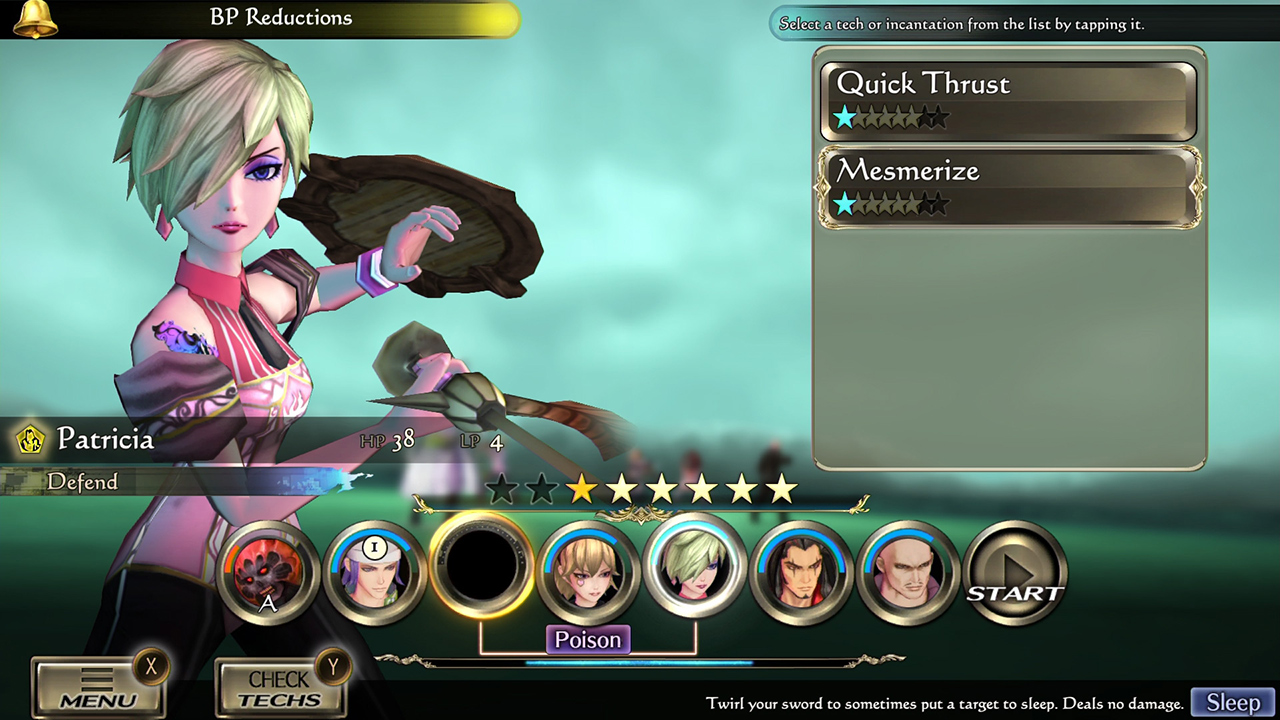 BP Reductions
Select a tech or incantation from the list by tapping it.
Quick Thrust
Mesmerize
Patricia
HP 38 LP 4
Defend
I
A
START
Poison
MENU
X
CHECK
TECHS
Y
Twirl your sword to sometimes put a target to sleep. Deals no damage.
Sleep